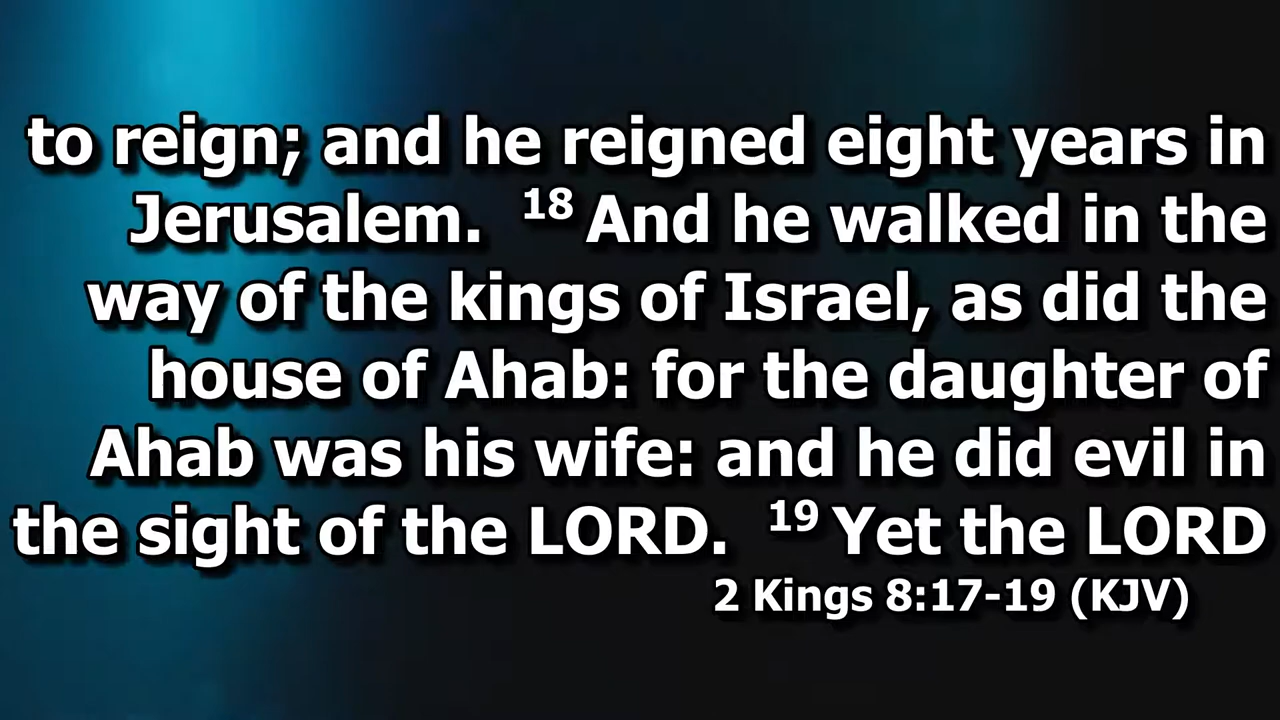 to reign; and he reigned eight years in
Jerusalem. 18 And he walked in the
way of the kings of Israel, as did the
house of Ahab: for the daughter of
Ahab was his wife: and he did evil in
the sight of the LORD. 19 Yet the LORD
2 Kings 8:17-19 (KJV)